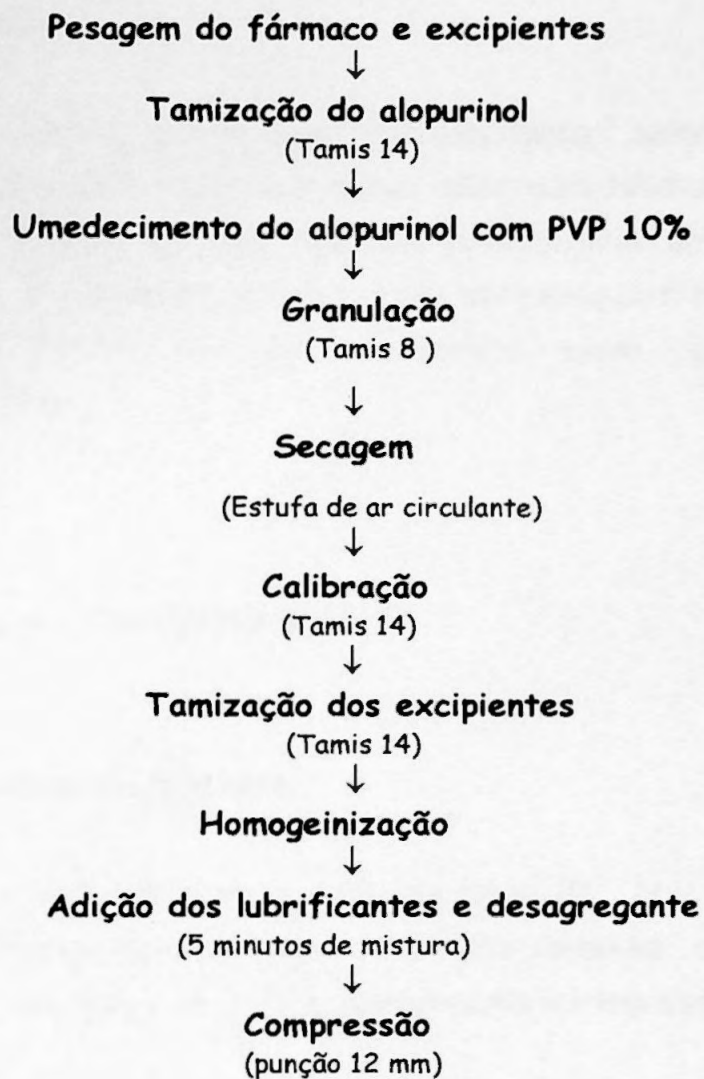 Pesagem do fármaco e excipientes
↓
Tamização do alopurinol
(Tamis 14)
↓
Umedecimento do alopurinol com PVP 10%
↓
Granulação
(Tamis 8 )
↓
Secagem
(Estufa de ar circulante)
↓
Calibração
(Tamis 14)
↓
Tamização dos excipientes
(Tamis 14)
↓
Homogeinização
↓
Adição dos lubrificantes e desagregante
(5 minutos de mistura)
↓
Compressão
(punção 12 mm)